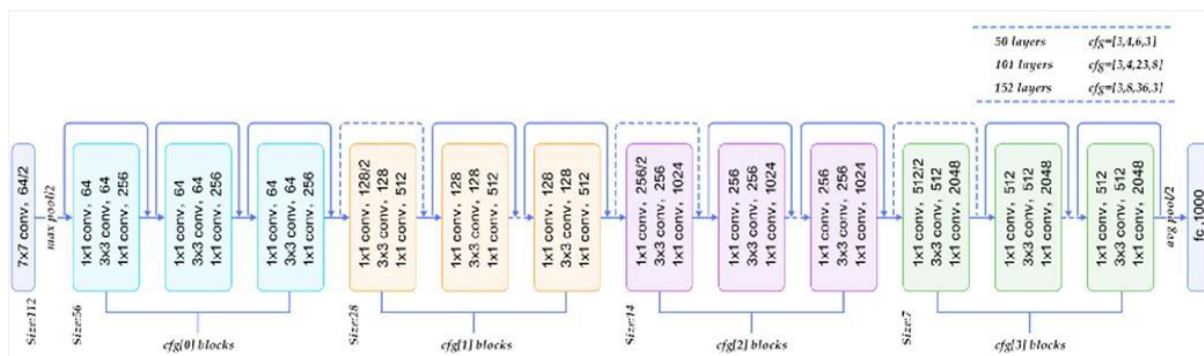 50 layers cfg=[3,4,6,3]
101 layers cfg=[3,4,23,8]
152 layers cfg=[3,8,36,3]
7x7 conv, 64/2
max pool/2
1x1 conv, 64
3x3 conv, 64
1x1 conv, 256
1x1 conv, 64
3x3 conv, 64
1x1 conv, 256
1x1 conv, 64
3x3 conv, 64
1x1 conv, 256
1x1 conv, 128/2
3x3 conv, 128
1x1 conv, 512
1x1 conv, 128
3x3 conv, 128
1x1 conv, 512
1x1 conv, 128
3x3 conv, 128
1x1 conv, 512
1x1 conv, 256/2
3x3 conv, 256
1x1 conv, 1024
1x1 conv, 256
3x3 conv, 256
1x1 conv, 1024
1x1 conv, 256
3x3 conv, 256
1x1 conv, 1024
1x1 conv, 512/2
3x3 conv, 512
1x1 conv, 2048
1x1 conv, 512
3x3 conv, 512
1x1 conv, 2048
1x1 conv, 512
3x3 conv, 512
1x1 conv, 2048
avg pool/2
fc, 1000
Size:112
Size:56
Size:28
Size:14
Size:7
cfg[0] blocks
cfg[1] blocks
cfg[2] blocks
cfg[3] blocks